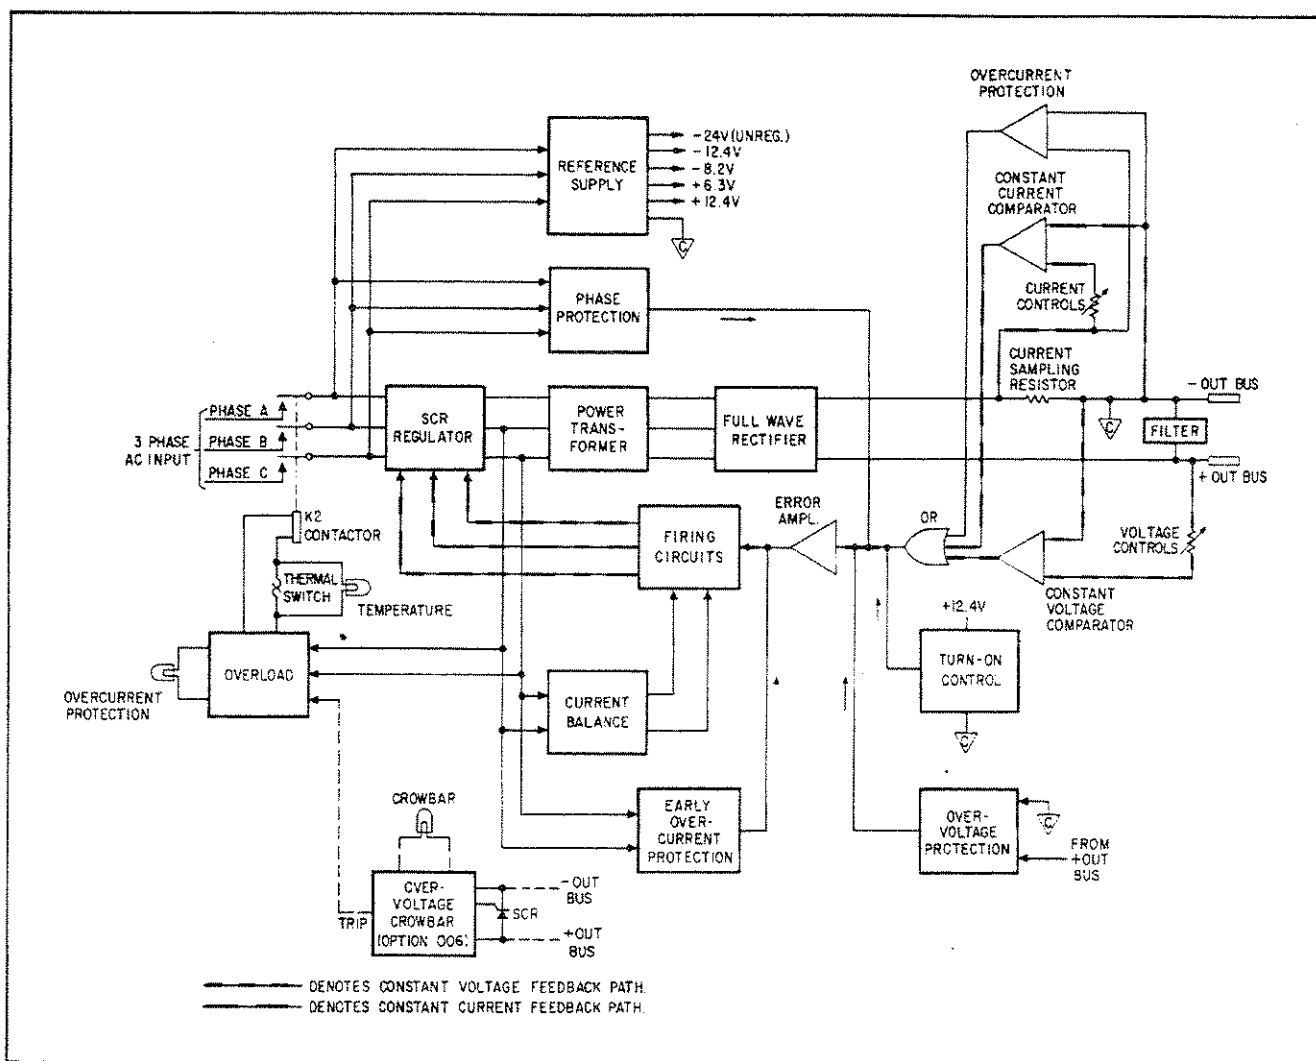 OVERCURRENT
PROTECTION
REFERENCE
SUPPLY
-24V (UNREG.)
-12.4V
-8.2V
+6.3V
+12.4V
C
CONSTANT
CURRENT
COMPARATOR
PHASE
PROTECTION
CURRENT
CONTROLS
CURRENT
SAMPLING
RESISTOR
- OUT BUS
3 PHASE
AC INPUT
PHASE A
PHASE B
PHASE C
SCR
REGULATOR
POWER
TRANS-
FORMER
FULL WAVE
RECTIFIER
C
FILTER
+ OUT BUS
K2
CONTACTOR
FIRING
CIRCUITS
ERROR
AMPL.
OR
VOLTAGE
CONTROLS
THERMAL
SWITCH
TEMPERATURE
+12.4V
CONSTANT
VOLTAGE
COMPARATOR
OVERLOAD
OVERCURRENT
PROTECTION
CURRENT
BALANCE
TURN-ON
CONTROL
C
CROWBAR
EARLY
OVER-
CURRENT
PROTECTION
OVER-
VOLTAGE
PROTECTION
C
FROM
+OUT
BUS
TRIP
OVER-
VOLTAGE
CROWBAR
(OPTION 006)
-OUT
BUS
SCR
+OUT
BUS
DENOTES CONSTANT VOLTAGE FEEDBACK PATH.
DENOTES CONSTANT CURRENT FEEDBACK PATH.